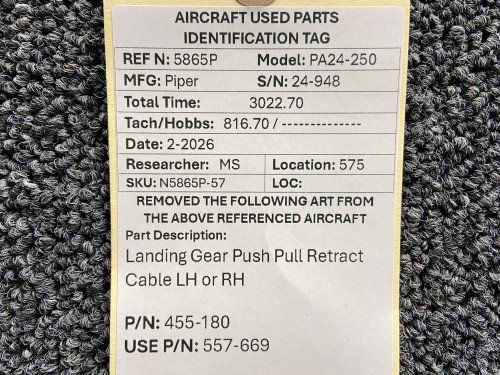 AIRCRAFT USED PARTS
IDENTIFICATION TAG
REF N: 5865P Model: PA24-250
MFG: Piper S/N: 24-948
Total Time: 3022.70
Tach/Hobbs: 816.70 / --------------
Date: 2-2026
Researcher: MS Location: 575
SKU: N5865P-57 LOC:
REMOVED THE FOLLOWING ART FROM
THE ABOVE REFERENCED AIRCRAFT
Part Description:
Landing Gear Push Pull Retract
Cable LH or RH
P/N: 455-180
USE P/N: 557-669